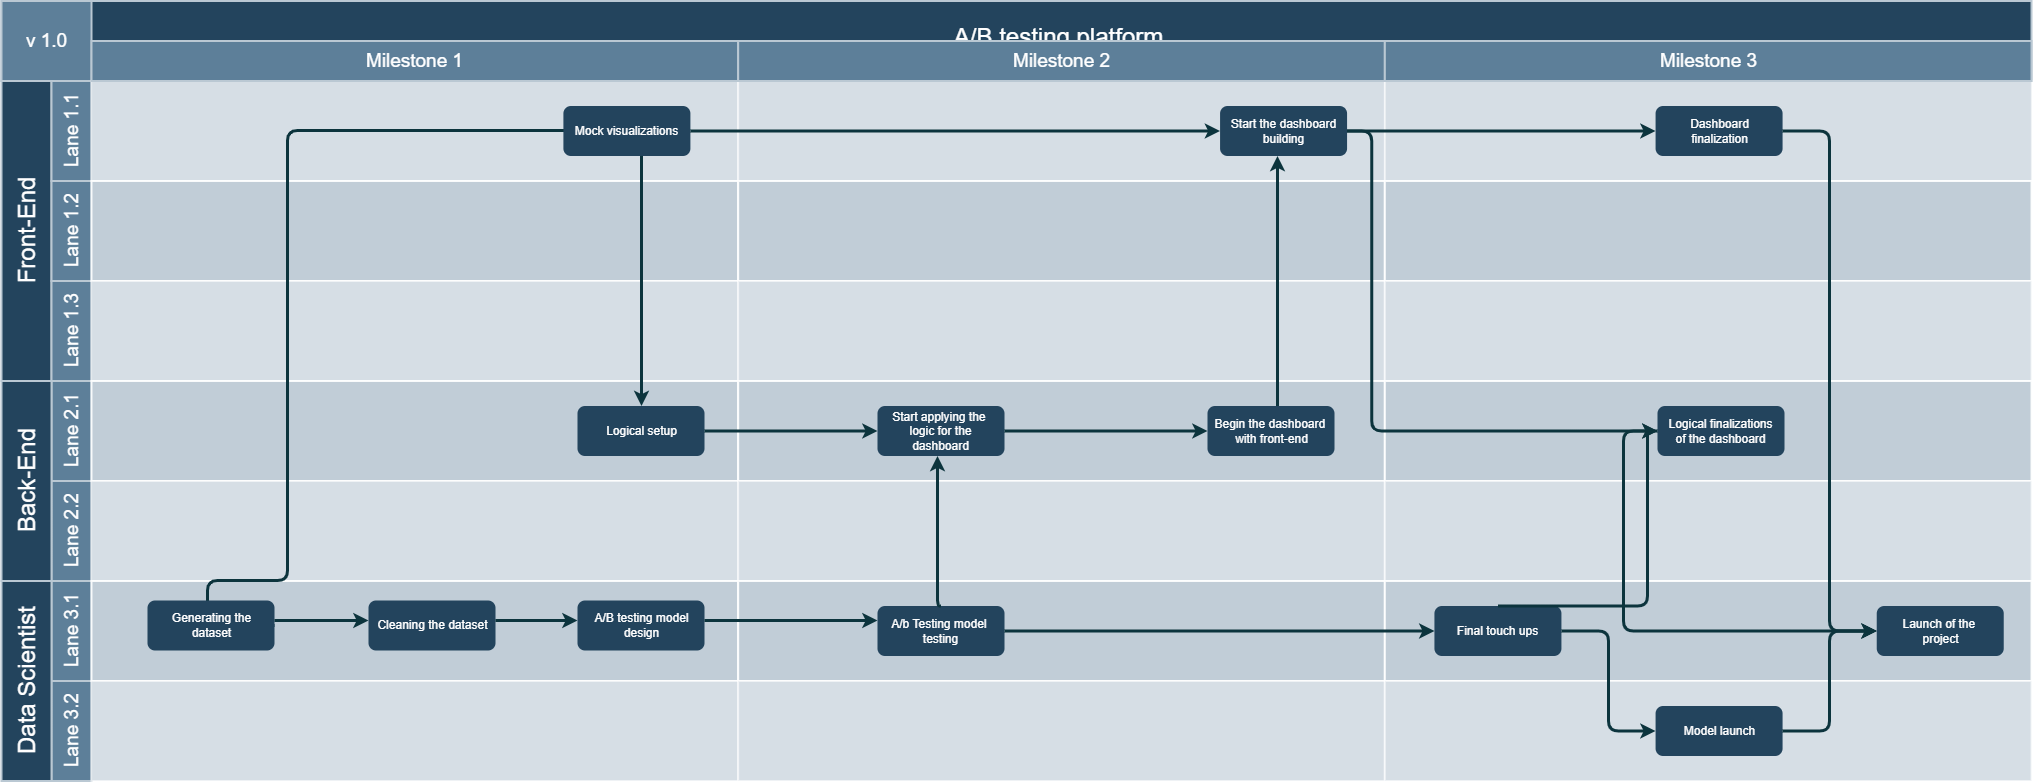 v 1.0
A/B testing platform
Milestone 1
Milestone 2
Milestone 3
Front-End
Lane 1.1
Mock visualizations
Start the dashboard
building
Dashboard
finalization
Lane 1.2
Lane 1.3
Back-End
Lane 2.1
Logical setup
Start applying the
logic for the
dashboard
Begin the dashboard
with front-end
Logical finalizations
of the dashboard
Lane 2.2
Data Scientist
Lane 3.1
Generating the
dataset
Cleaning the dataset
A/B testing model
design
A/b Testing model
testing
Final touch ups
Launch of the
project
Lane 3.2
Model launch